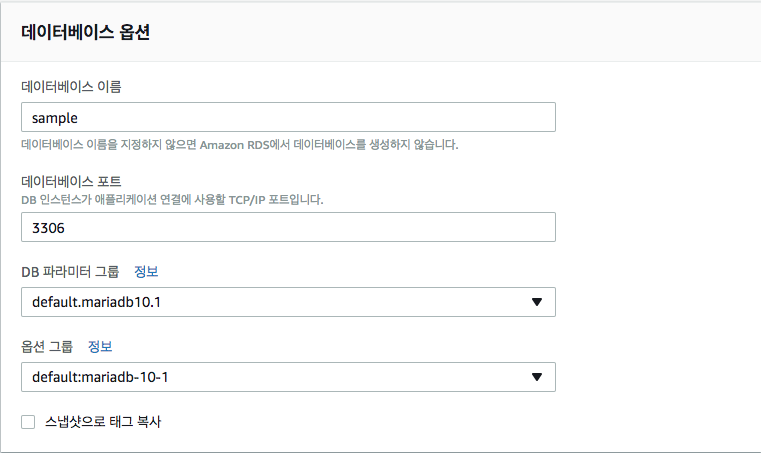 데이터베이스 옵션
데이터베이스 이름
sample
데이터베이스 이름을 지정하지 않으면 Amazon RDS에서 데이터베이스를 생성하지 않습니다.
데이터베이스 포트
DB 인스턴스가 애플리케이션 연결에 사용할 TCP/IP 포트입니다.
3306
DB 파라미터 그룹 정보
default.mariadb10.1
옵션 그룹 정보
default:mariadb-10-1
스냅샷으로 태그 복사